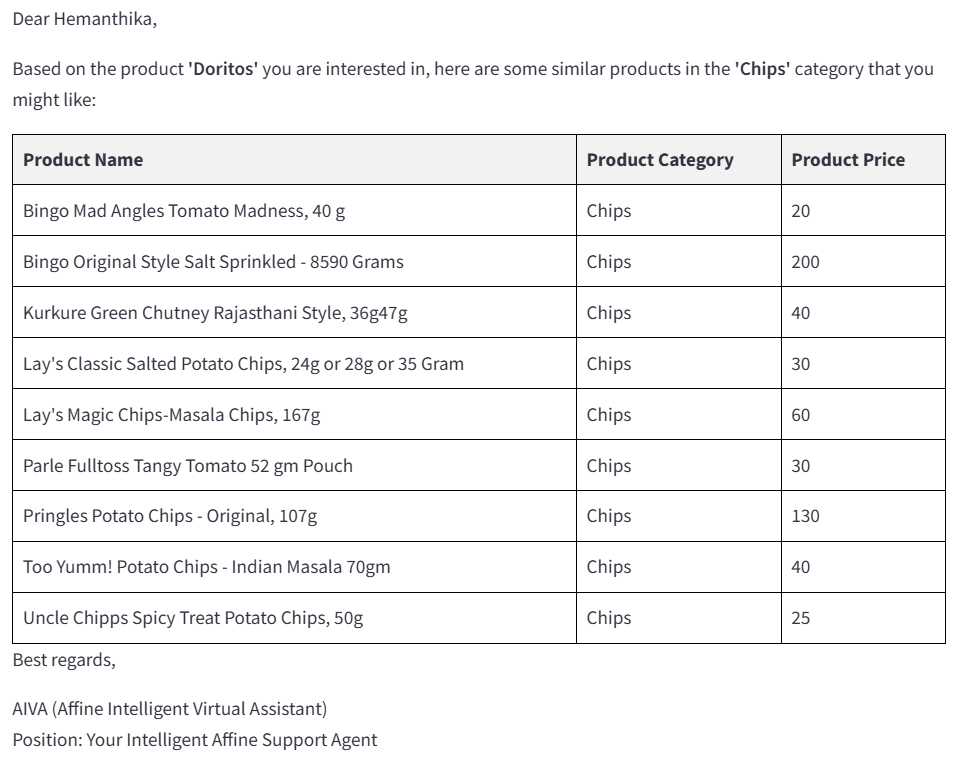 Dear Hemanthika,
Based on the product 'Doritos' you are interested in, here are some similar products in the 'Chips' category that you
might like:
Product Name Product Category Product Price
Bingo Mad Angles Tomato Madness, 40 g Chips 20
Bingo Original Style Salt Sprinkled - 8590 Grams Chips 200
Kurkure Green Chutney Rajasthani Style, 36g47g Chips 40
Lay's Classic Salted Potato Chips, 24g or 28g or 35 Gram Chips 30
Lay's Magic Chips-Masala Chips, 167g Chips 60
Parle Fulltoss Tangy Tomato 52 gm Pouch Chips 30
Pringles Potato Chips - Original, 107g Chips 130
Too Yumm! Potato Chips - Indian Masala 70gm Chips 40
Uncle Chipps Spicy Treat Potato Chips, 50g Chips 25
Best regards,
AIVA (Affine Intelligent Virtual Assistant)
Position: Your Intelligent Affine Support Agent